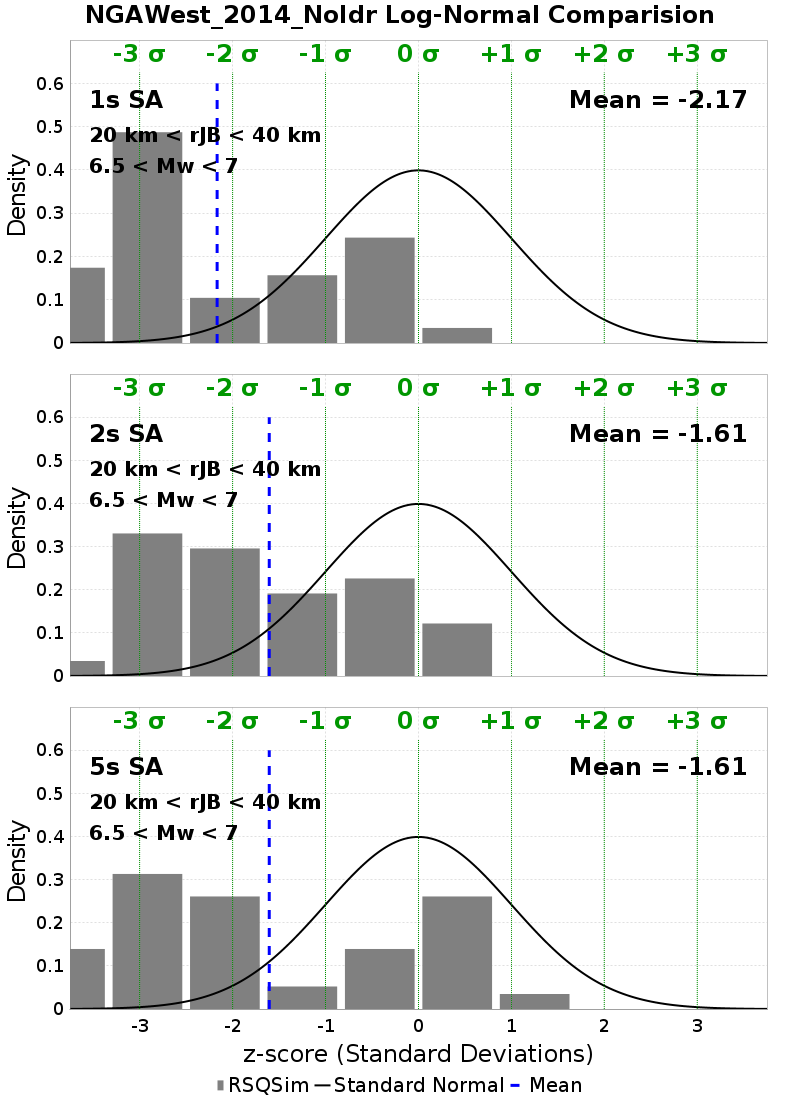 NGAWest_2014_NoIdr Log-Normal Comparision
-3 σ -2 σ -1 σ 0 σ +1 σ +2 σ +3 σ
1s SA
Mean = -2.17
20 km < rJB < 40 km
6.5 < Mw < 7
Density
0.6
0.5
0.4
0.3
0.2
0.1
0
-3 σ -2 σ -1 σ 0 σ +1 σ +2 σ +3 σ
2s SA
Mean = -1.61
20 km < rJB < 40 km
6.5 < Mw < 7
Density
0.6
0.5
0.4
0.3
0.2
0.1
0
-3 σ -2 σ -1 σ 0 σ +1 σ +2 σ +3 σ
5s SA
Mean = -1.61
20 km < rJB < 40 km
6.5 < Mw < 7
Density
0.6
0.5
0.4
0.3
0.2
0.1
0
-3 -2 -1 0 1 2 3
z-score (Standard Deviations)
RSQSim Standard Normal Mean